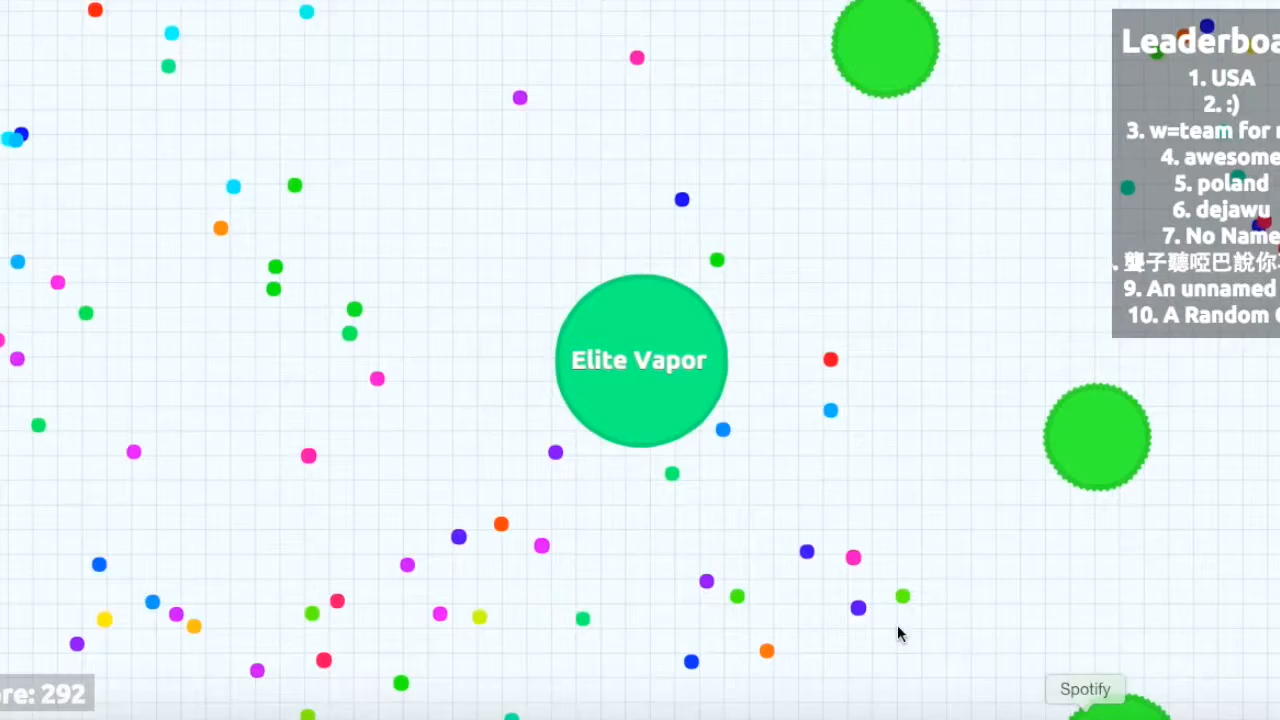 Leaderboa
1. USA
2. :)
3. w=team for
4. awesome
5. poland
6. dejawu
7. No Name
. 聾子聽啞巴說你
9. An unnamed
10. A Random
Elite Vapor
re: 292
Spotify